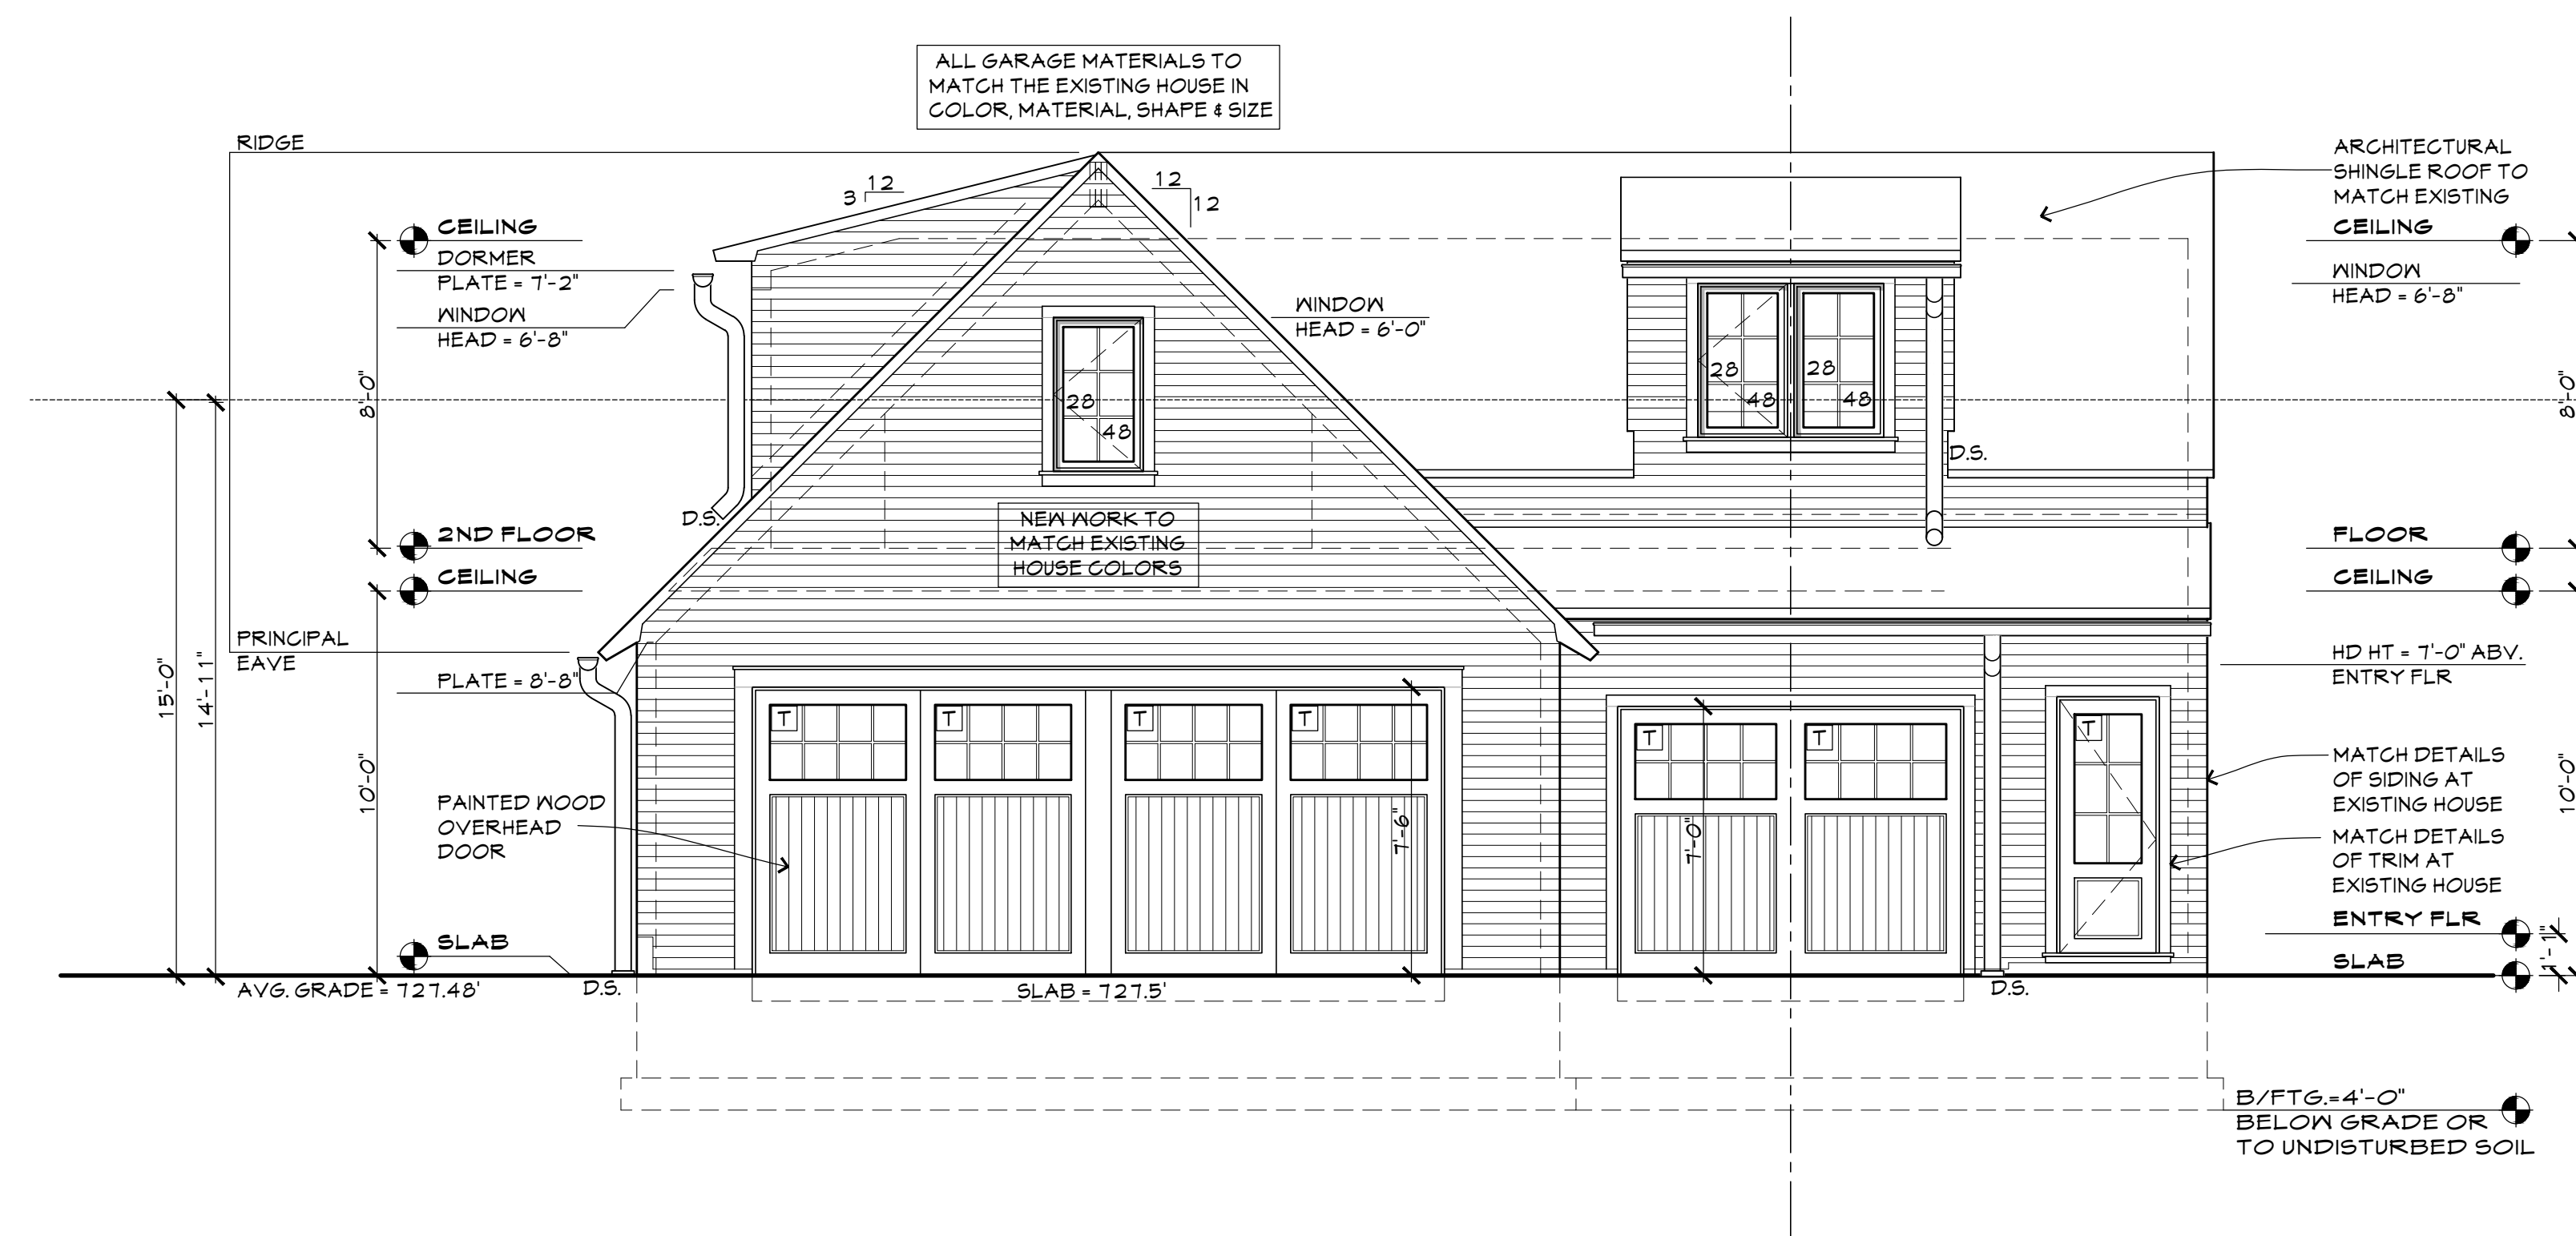 ALL GARAGE MATERIALS TO
MATCH THE EXISTING HOUSE IN
COLOR, MATERIAL, SHAPE & SIZE
RIDGE
CEILING
DORMER
PLATE = 7'-2"
WINDOW
HEAD = 6'-8"
8'-0"
2ND FLOOR
CEILING
PRINCIPAL
EAVE
PLATE = 8'-8"
15'-0"
14'-11"
10'-0"
PAINTED WOOD
OVERHEAD
DOOR
SLAB
AVG. GRADE = 727.48'
D.S.
3
12
12
12
WINDOW
HEAD = 6'-0"
28
48
D.S.
NEW WORK TO
MATCH EXISTING
HOUSE COLORS
T
T
T
T
7'-6"
SLAB = 727.5'
28
48
28
48
D.S.
T
T
7'-0"
T
D.S.
ARCHITECTURAL
SHINGLE ROOF TO
MATCH EXISTING
CEILING
WINDOW
HEAD = 6'-8"
8'-0"
FLOOR
CEILING
HD HT = 7'-0" ABV.
ENTRY FLR
MATCH DETAILS
OF SIDING AT
EXISTING HOUSE
10'-0"
MATCH DETAILS
OF TRIM AT
EXISTING HOUSE
ENTRY FLR
1'-1"
SLAB
B/FTG.=4'-0"
BELOW GRADE OR
TO UNDISTURBED SOIL